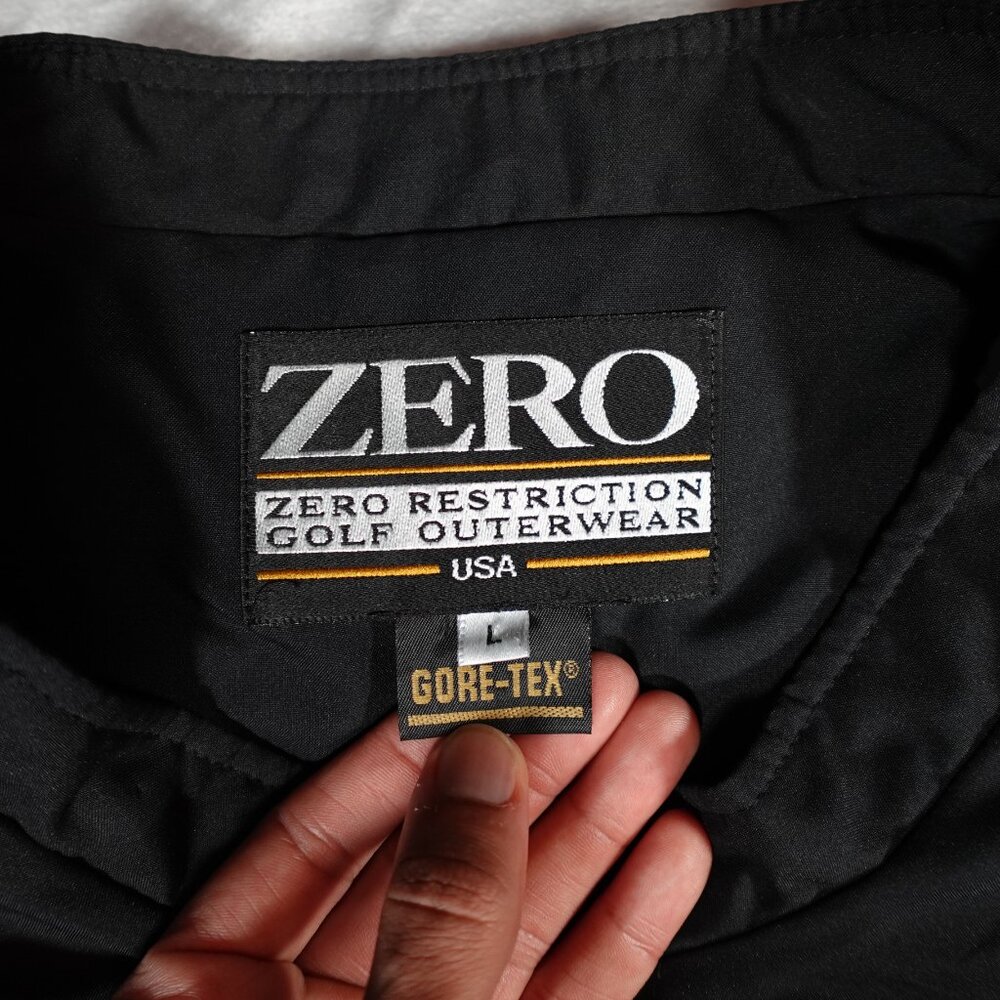 ZERO
ZERO RESTRICTION
GOLF OUTERWEAR
USA
L
GORE-TEX®